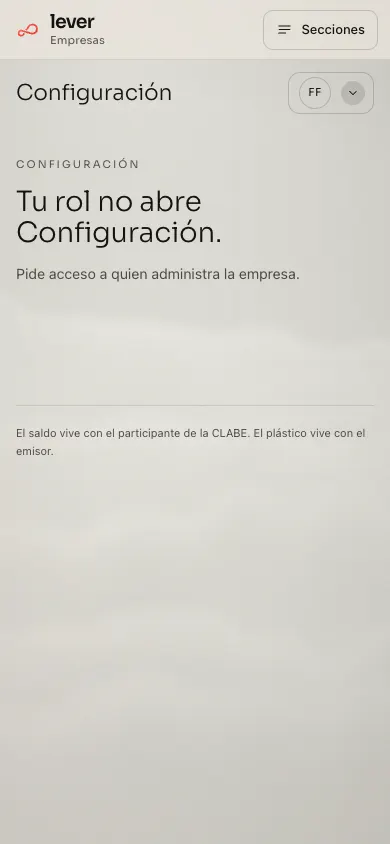 lever
Empresas
Secciones
Configuración
FF
CONFIGURACIÓN
Tu rol no abre
Configuración.
Pide acceso a quien administra la empresa.
El saldo vive con el participante de la CLABE. El plástico vive con el
emisor.